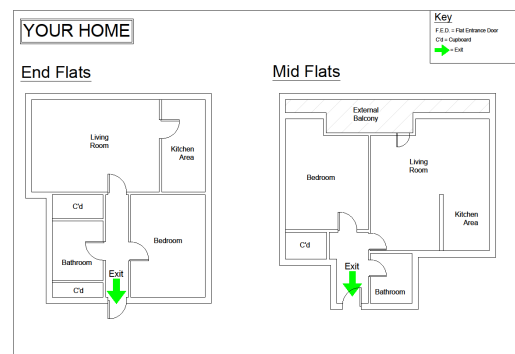 YOUR HOME
Key
F.E.D. = Flat Entrance Door
C'd = Cupboard
= Exit
End Flats
Living
Room
Kitchen
Area
C'd
Bedroom
Bathroom
Exit
C'd
Mid Flats
External
Balcony
Living
Room
Bedroom
Kitchen
Area
C'd
Exit
Bathroom